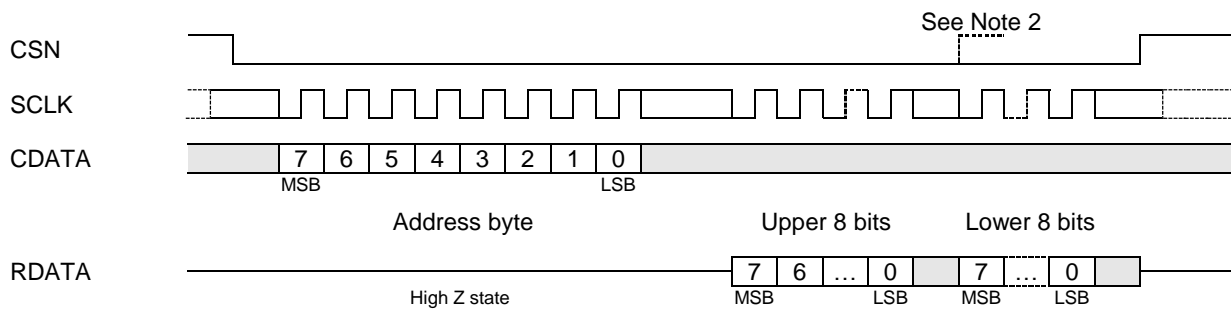 See Note 2
CSN
SCLK
CDATA
7 6 5 4 3 2 1 0
MSB LSB
Address byte Upper 8 bits Lower 8 bits
RDATA
7 6 … 0 7 … 0
High Z state MSB LSB MSB LSB